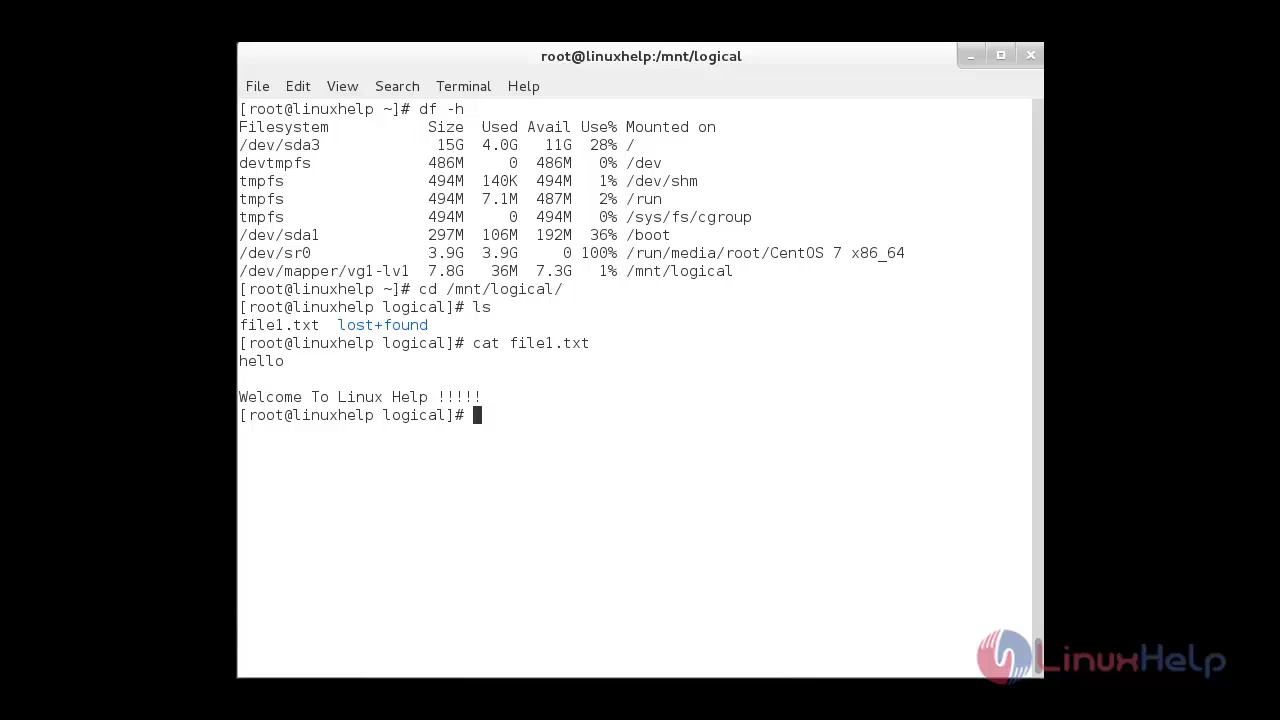 root@linuxhelp:/mnt/logical
File Edit View Search Terminal Help
[root@linuxhelp ~]# df -h
Filesystem Size Used Avail Use% Mounted on
/dev/sda3 15G 4.0G 11G 28% /
devtmpfs 486M 0 486M 0% /dev
tmpfs 494M 140K 494M 1% /dev/shm
tmpfs 494M 7.1M 487M 2% /run
tmpfs 494M 0 494M 0% /sys/fs/cgroup
/dev/sda1 297M 106M 192M 36% /boot
/dev/sr0 3.9G 3.9G 0 100% /run/media/root/CentOS 7 x86_64
/dev/mapper/vg1-lv1 7.8G 36M 7.3G 1% /mnt/logical
[root@linuxhelp ~]# cd /mnt/logical/
[root@linuxhelp logical]# ls
file1.txt lost+found
[root@linuxhelp logical]# cat file1.txt
hello
Welcome To Linux Help !!!!!
[root@linuxhelp logical]#
LinuxHelp